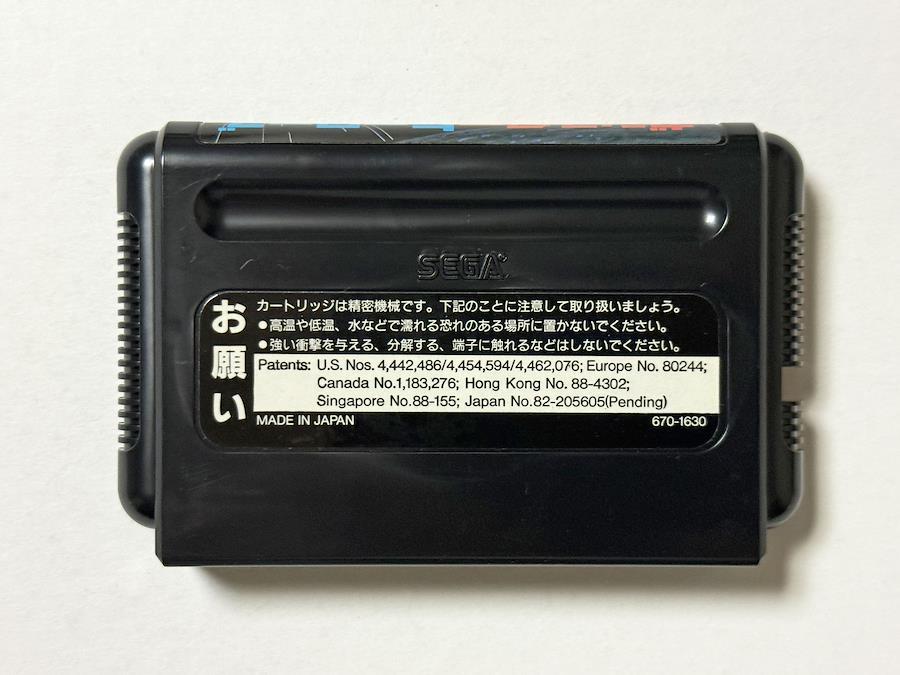 SEGA
お願い
カートリッジは精密機械です。下記のことに注意して取り扱いましょう。
●高温や低温、水などで濡れる恐れのある場所に置かないでください。
●強い衝撃を与える、分解する、端子に触れるなどはしないでください。
Patents: U.S. Nos. 4,442,486/4,454,594/4,462,076; Europe No. 80244;
Canada No.1,183,276; Hong Kong No. 88-4302;
Singapore No.88-155; Japan No.82-205605(Pending)
MADE IN JAPAN
670-1630